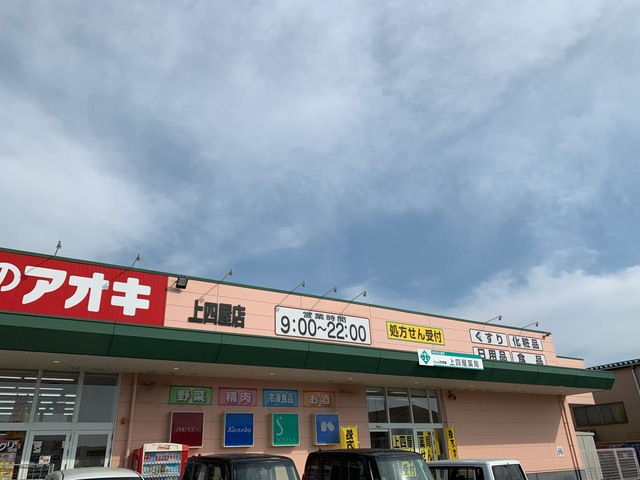 のアオキ
上四屋店
営業時間
9:00～22:00
処方せん受付
くすり
化粧品
日用品
食品
上四屋薬局
野菜
精肉
冷凍食品
お酒
SHISEIDO
Kanebo